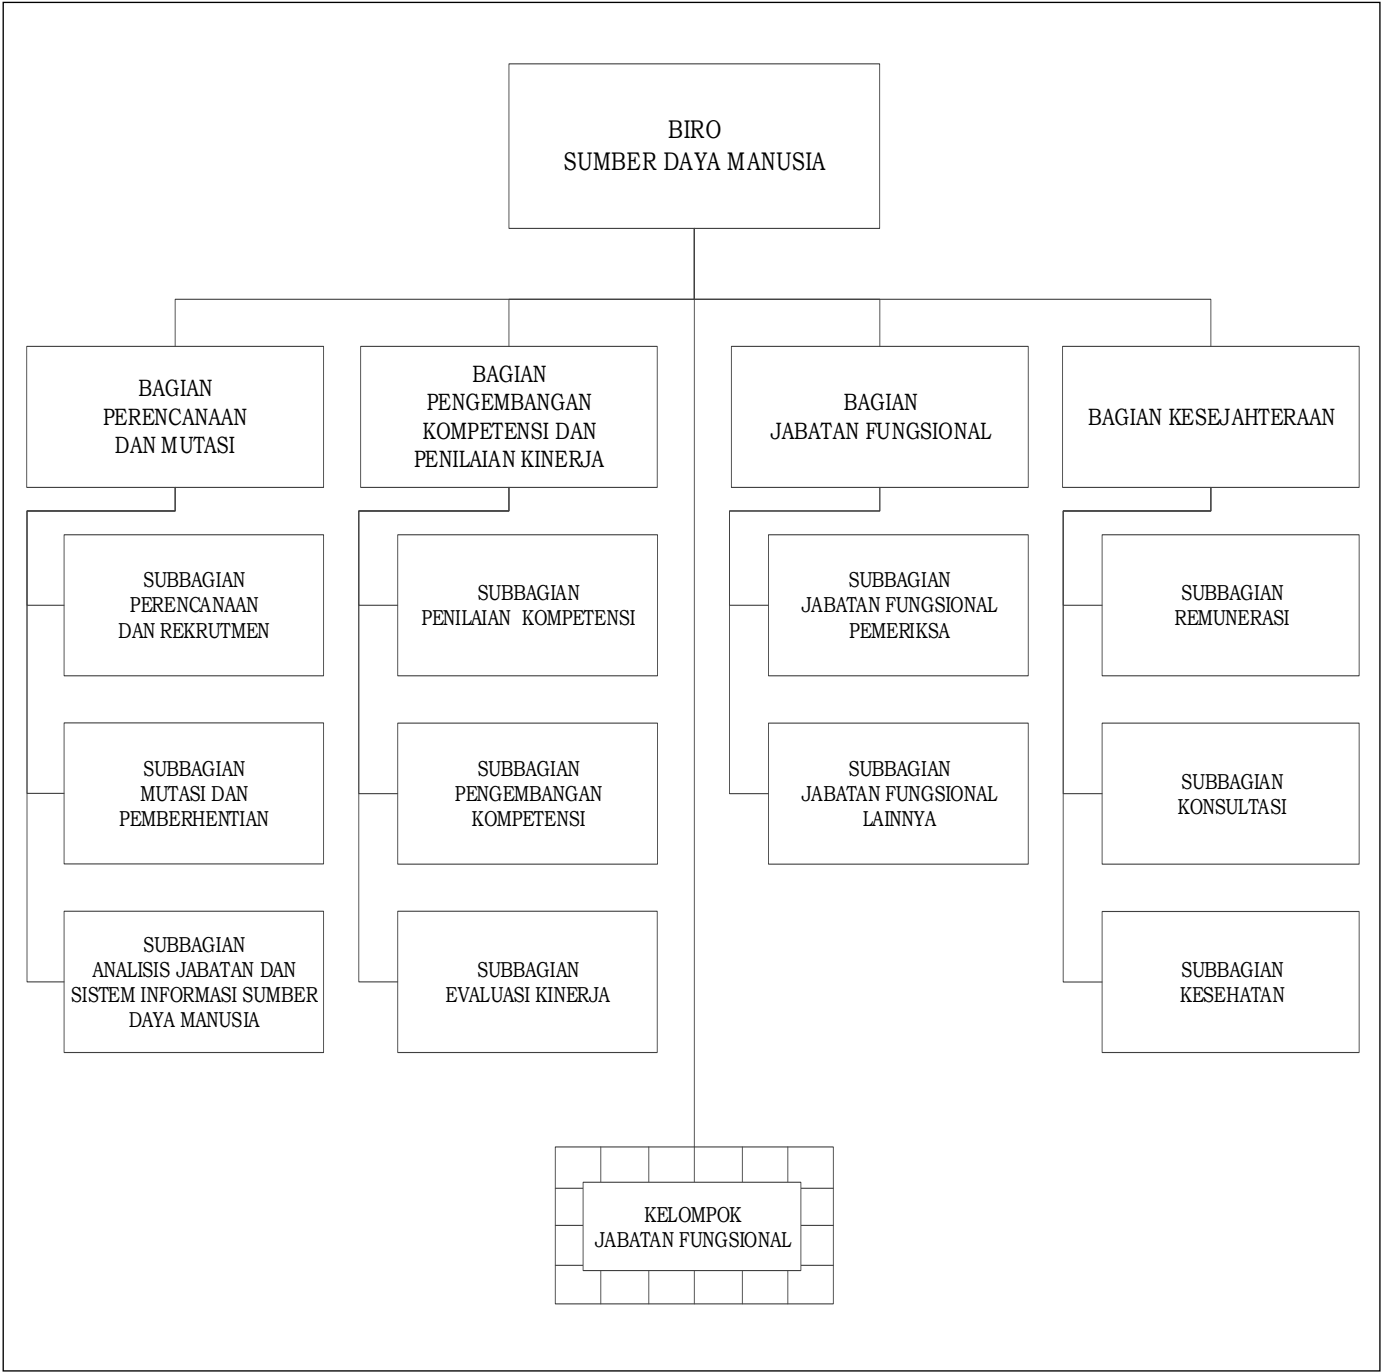 BIRO
SUMBER DAYA MANUSIA
BAGIAN
PERENCANAAN
DAN MUTASI
BAGIAN
PENGEMBANGAN
KOMPETENSI DAN
PENILAIAN KINERJA
BAGIAN
JABATAN FUNGSIONAL
BAGIAN KESEJAHTERAAN
SUBBAGIAN
PERENCANAAN
DAN REKRUTMEN
SUBBAGIAN
PENILAIAN KOMPETENSI
SUBBAGIAN
JABATAN FUNGSIONAL
PEMERIKSA
SUBBAGIAN
REMUNERASI
SUBBAGIAN
MUTASI DAN
PEMBERHENTIAN
SUBBAGIAN
PENGEMBANGAN
KOMPETENSI
SUBBAGIAN
JABATAN FUNGSIONAL
LAINNYA
SUBBAGIAN
KONSULTASI
SUBBAGIAN
ANALISIS JABATAN DAN
SISTEM INFORMASI SUMBER
DAYA MANUSIA
SUBBAGIAN
EVALUASI KINERJA
SUBBAGIAN
KESEHATAN
KELOMPOK
JABATAN FUNGSIONAL